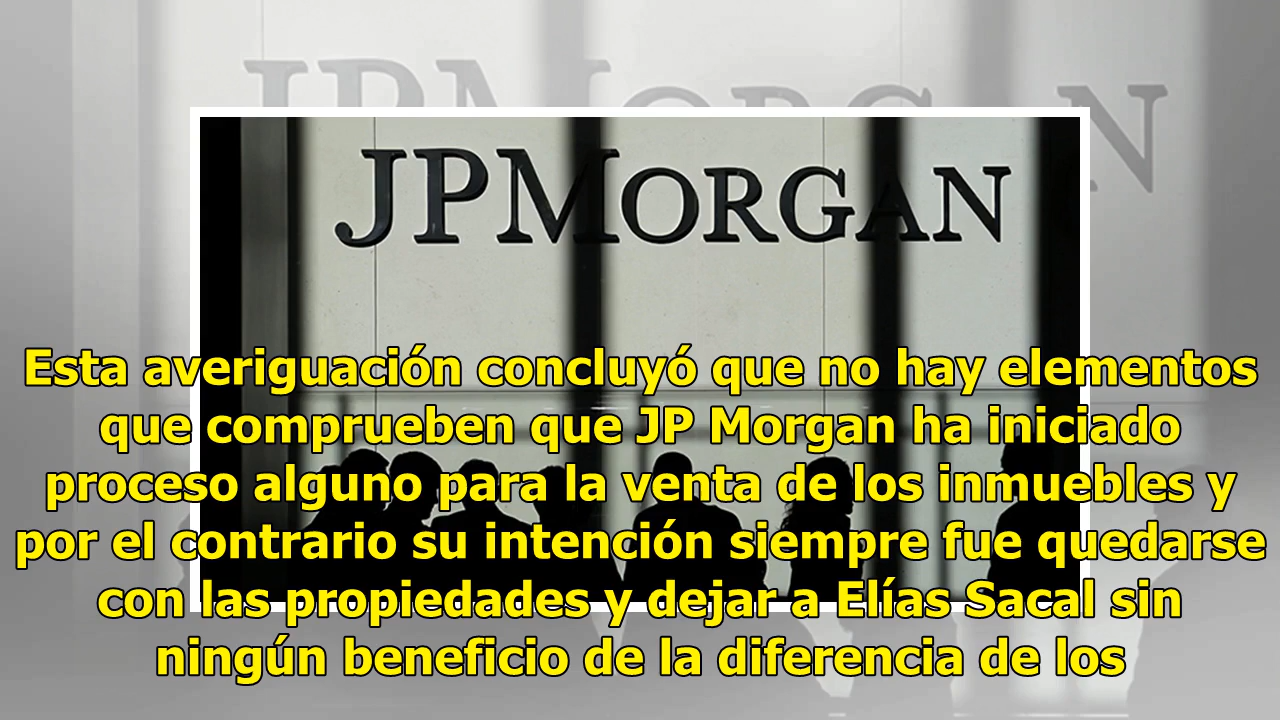 JPMORGAN
JPMORGAN
Esta averiguación concluyó que no hay elementos
que comprueben que JP Morgan ha iniciado
proceso alguno para la venta de los inmuebles y
por el contrario su intención siempre fue quedarse
con las propiedades y dejar a Elías Sacal sin
ningún beneficio de la diferencia de los